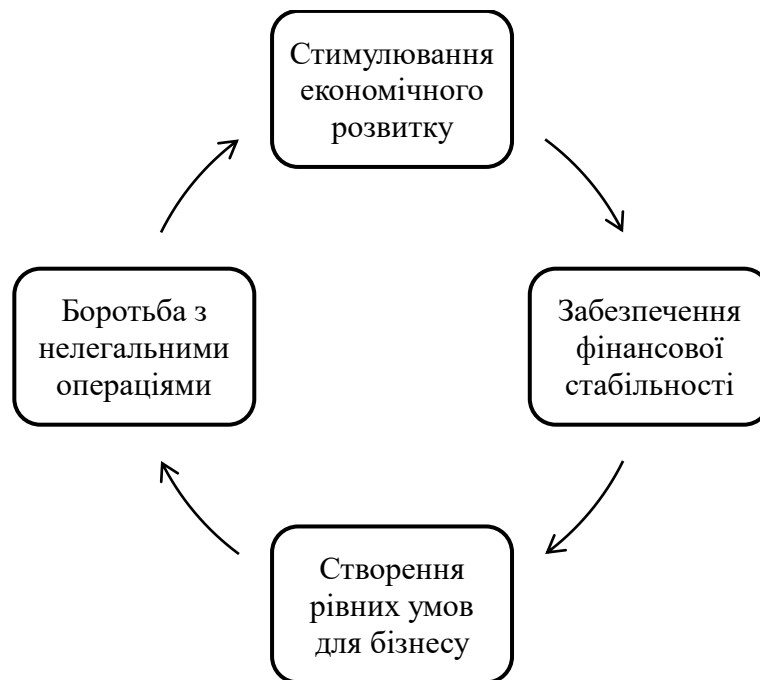 Стимулювання
економічного
розвитку
Боротьба з
нелегальними
операціями
Забезпечення
фінансової
стабільності
Створення
рівних умов
для бізнесу